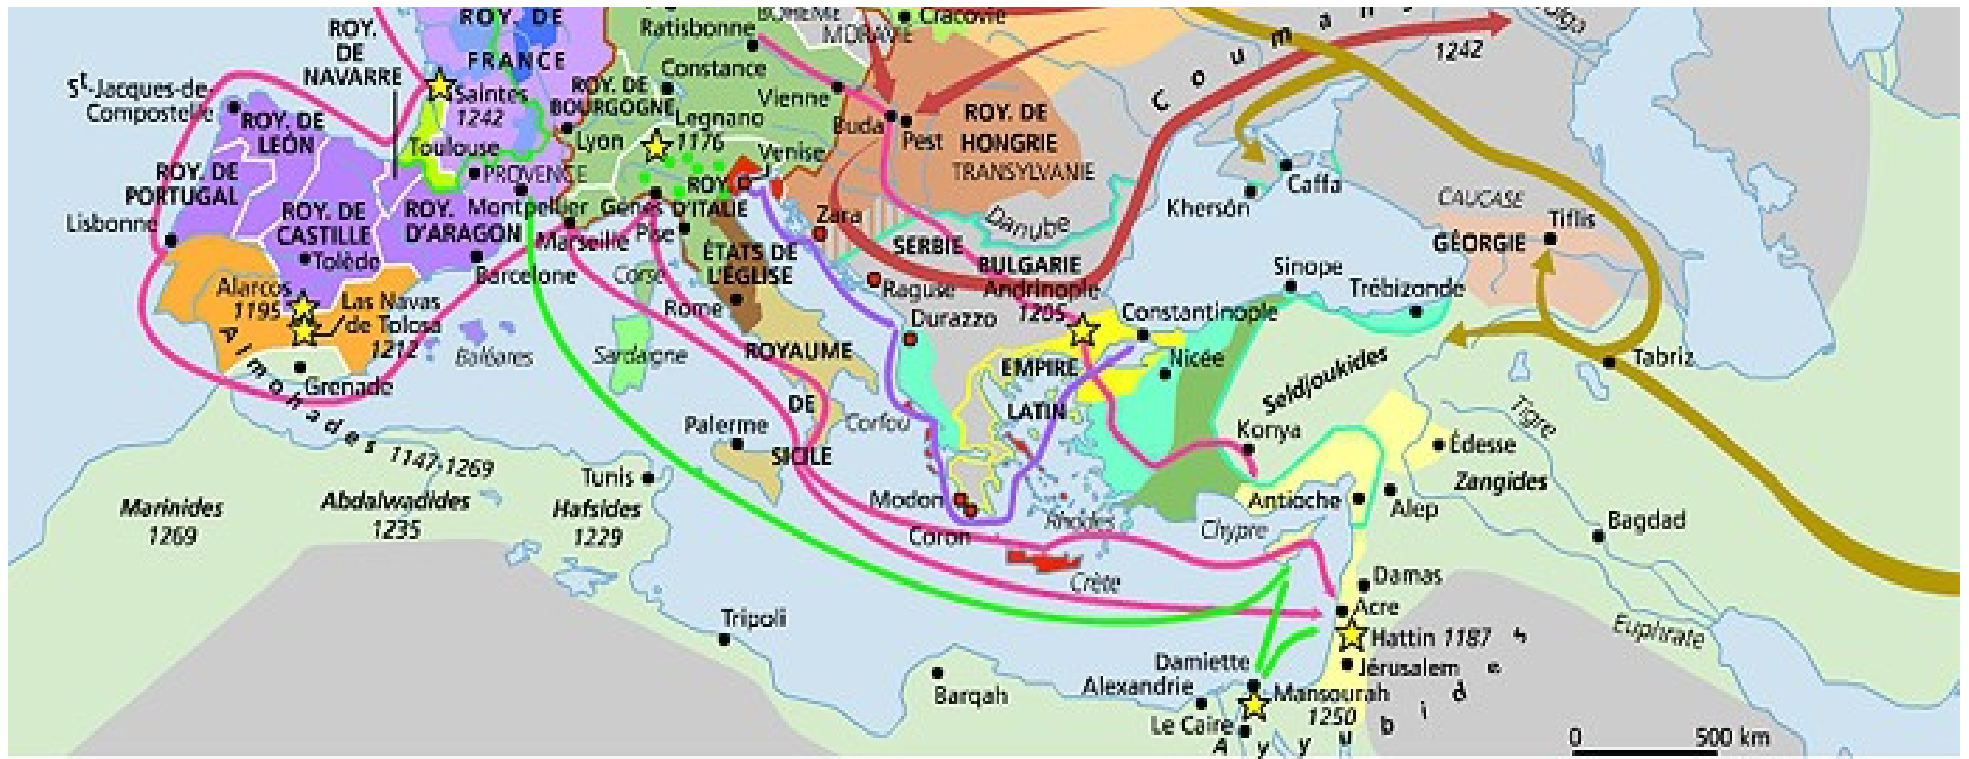 ROY. DE
FRANCE
ROY.
DE
NAVARRE
Ratisbonne
BOHÊME
MORAVIE
Cracovie
Coumans
1242
Volga
St-Jacques-de-
Compostelle
Saintes
1242
ROY. DE
BOURGOGNE
Constance
Vienne
Legnano
1176
Lyon
Buda
Pest
ROY. DE
HONGRIE
TRANSYLVANIE
ROY. DE
LEÓN
Toulouse
PROVENCE
Venise
ROY.
D'ITALIE
ROY. DE
PORTUGAL
Lisbonne
ROY. DE
CASTILLE
Tolède
ROY.
D'ARAGON
Montpellier
Gênes
Marseille
Pise
Barcelone
Corse
ÉTATS DE
L'ÉGLISE
Rome
Zara
SERBIE
Danube
BULGARIE
Raguse
Andrinople
1205
Khersón
Caffa
CAUCASE
GÉORGIE
Tiflis
Sinope
Trébizonde
Alarcos
1195
Las Navas
de Tolosa
1212
Grenade
Almohades 1147-1269
Baléares
Sardaigne
ROYAUME
DE
SICILE
Durazzo
Constantinople
Nicée
EMPIRE
LATIN
Seldjoukides
Tabriz
Palerme
Corfou
Konya
Tigre
Édesse
Zangides
Tunis
Marinides
1269
Abdalwadides
1235
Hafsides
1229
Modon
Coron
Rhodes
Chypre
Antioche
Alep
Bagdad
Crète
Damas
Acre
Hattin 1187
Euphrate
Tripoli
Barqah
Damiette
Jérusalem
Alexandrie
Mansourah
1250
Le Caire
Ayyubides
0 500 km